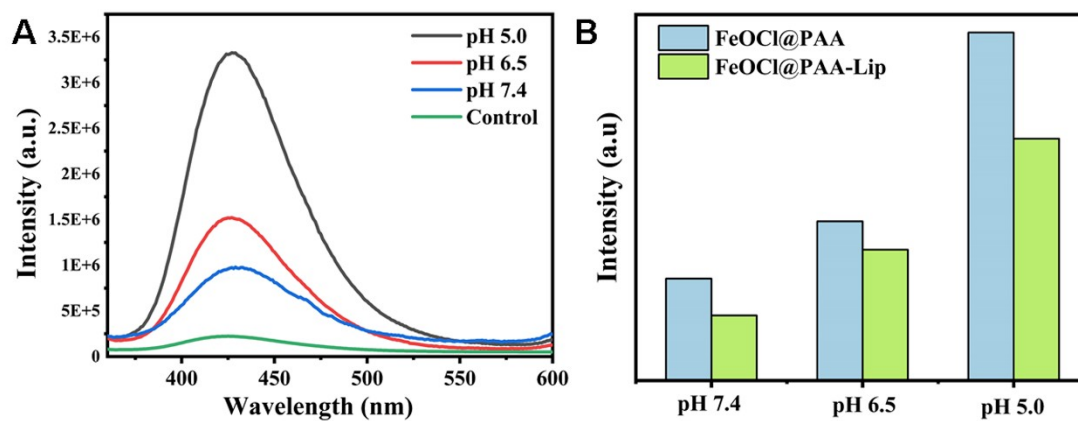 A
Intensity (a.u.)
3.5E+6
3E+6
2.5E+6
2E+6
1.5E+6
1E+6
5E+5
0
pH 5.0
pH 6.5
pH 7.4
Control
400
450
500
550
600
Wavelength (nm)
B
Intensity (a.u)
FeOCl@PAA
FeOCl@PAA-Lip
pH 7.4
pH 6.5
pH 5.0